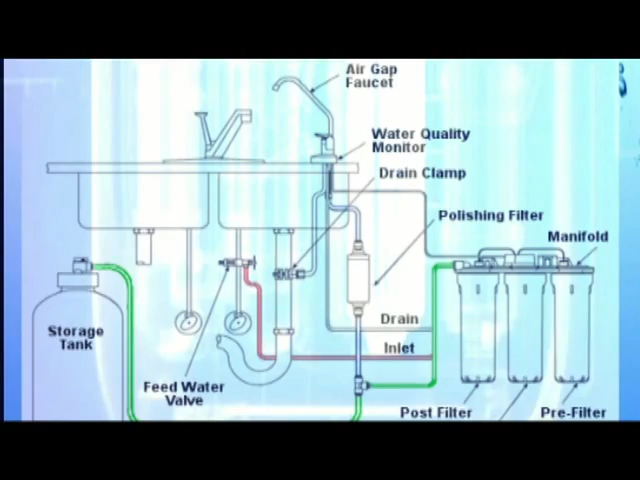 Air Gap
Faucet
Water Quality
Monitor
Drain Clamp
Polishing Filter
Manifold
Storage
Tank
Drain
Inlet
Feed Water
Valve
Post Filter
Pre-Filter